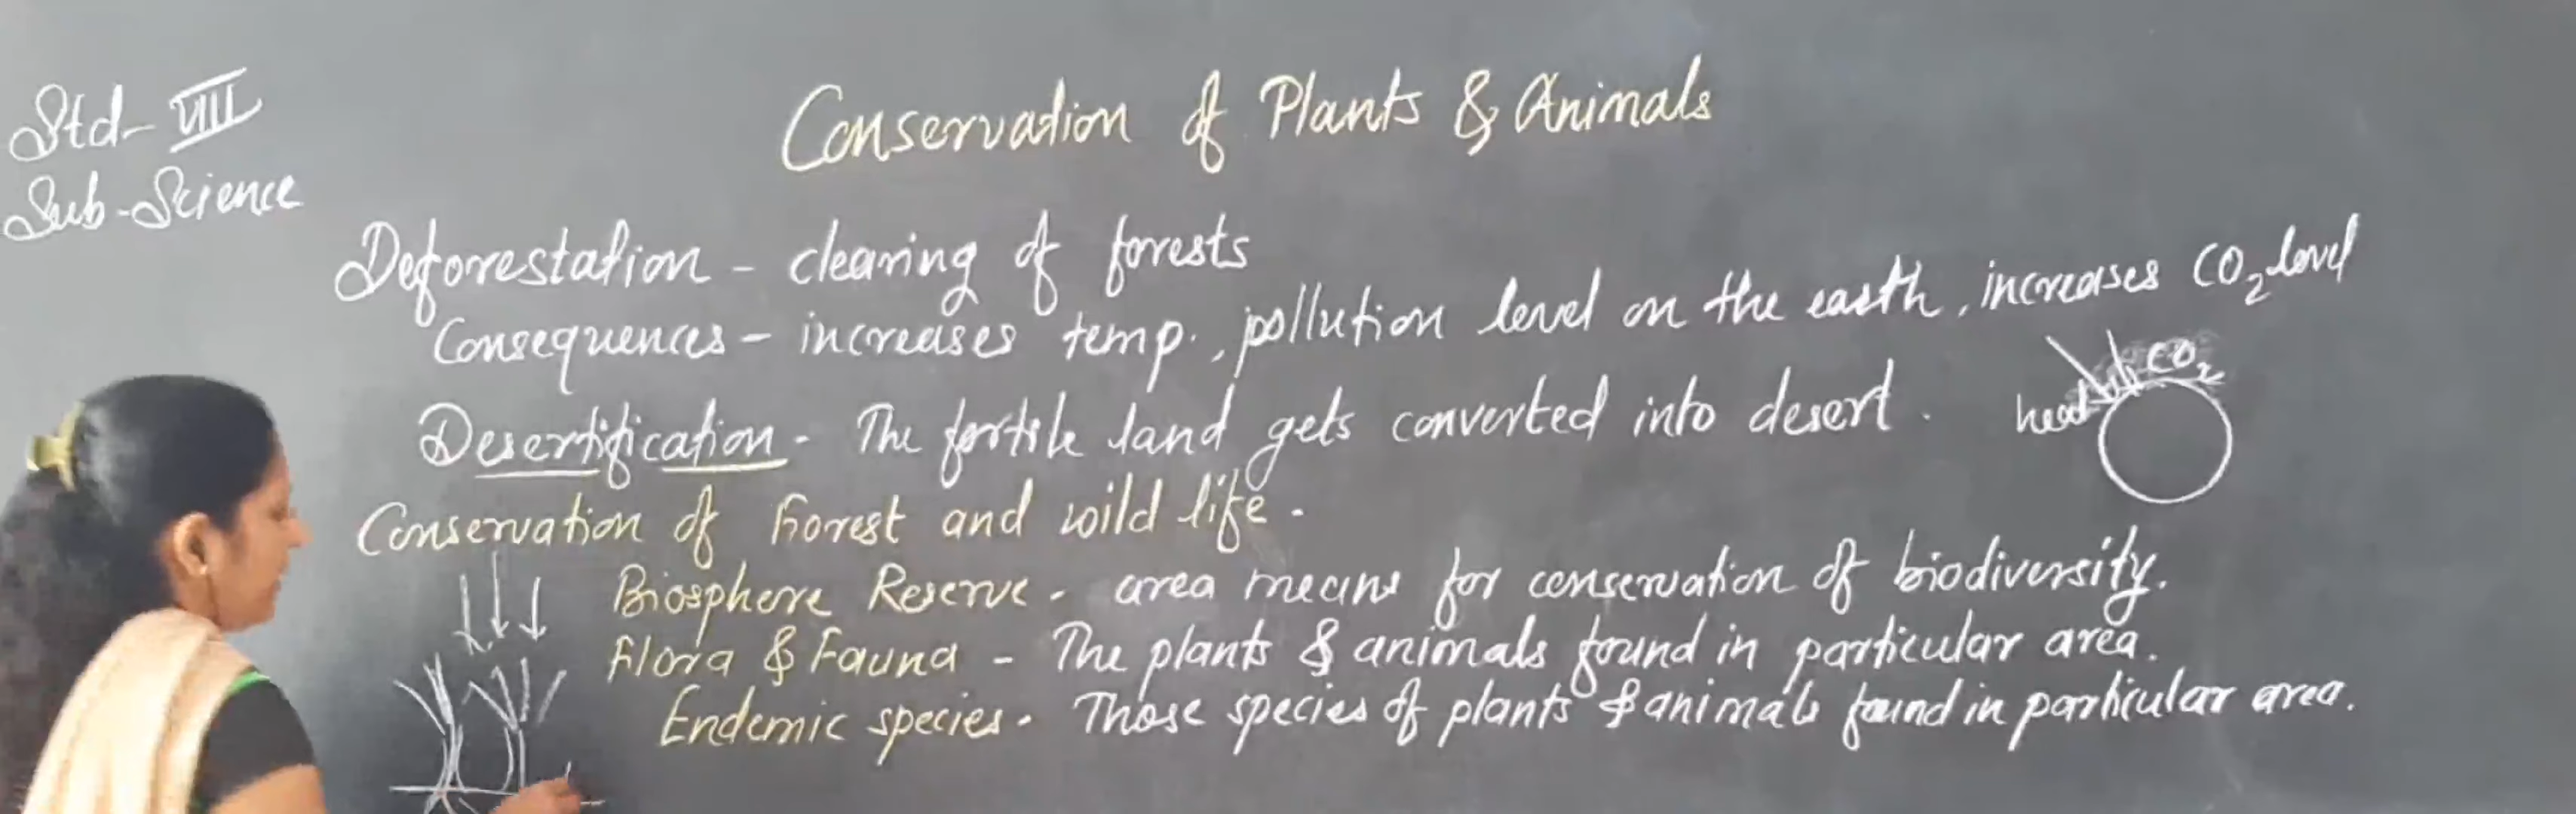 Std - VIII
Sub - Science
Conservation of Plants & Animals
Deforestation - clearing of forests
Consequences - increases temp., pollution level on the earth, increases CO2 level
CO2
Desertification - The fertile land gets converted into desert.
heat
Conservation of Forest and wild life.
Biosphere Reserve - area means for conservation of biodiversity.
Flora & Fauna - The plants & animals found in particular area.
Endemic species - Those species of plants & animals found in particular area.